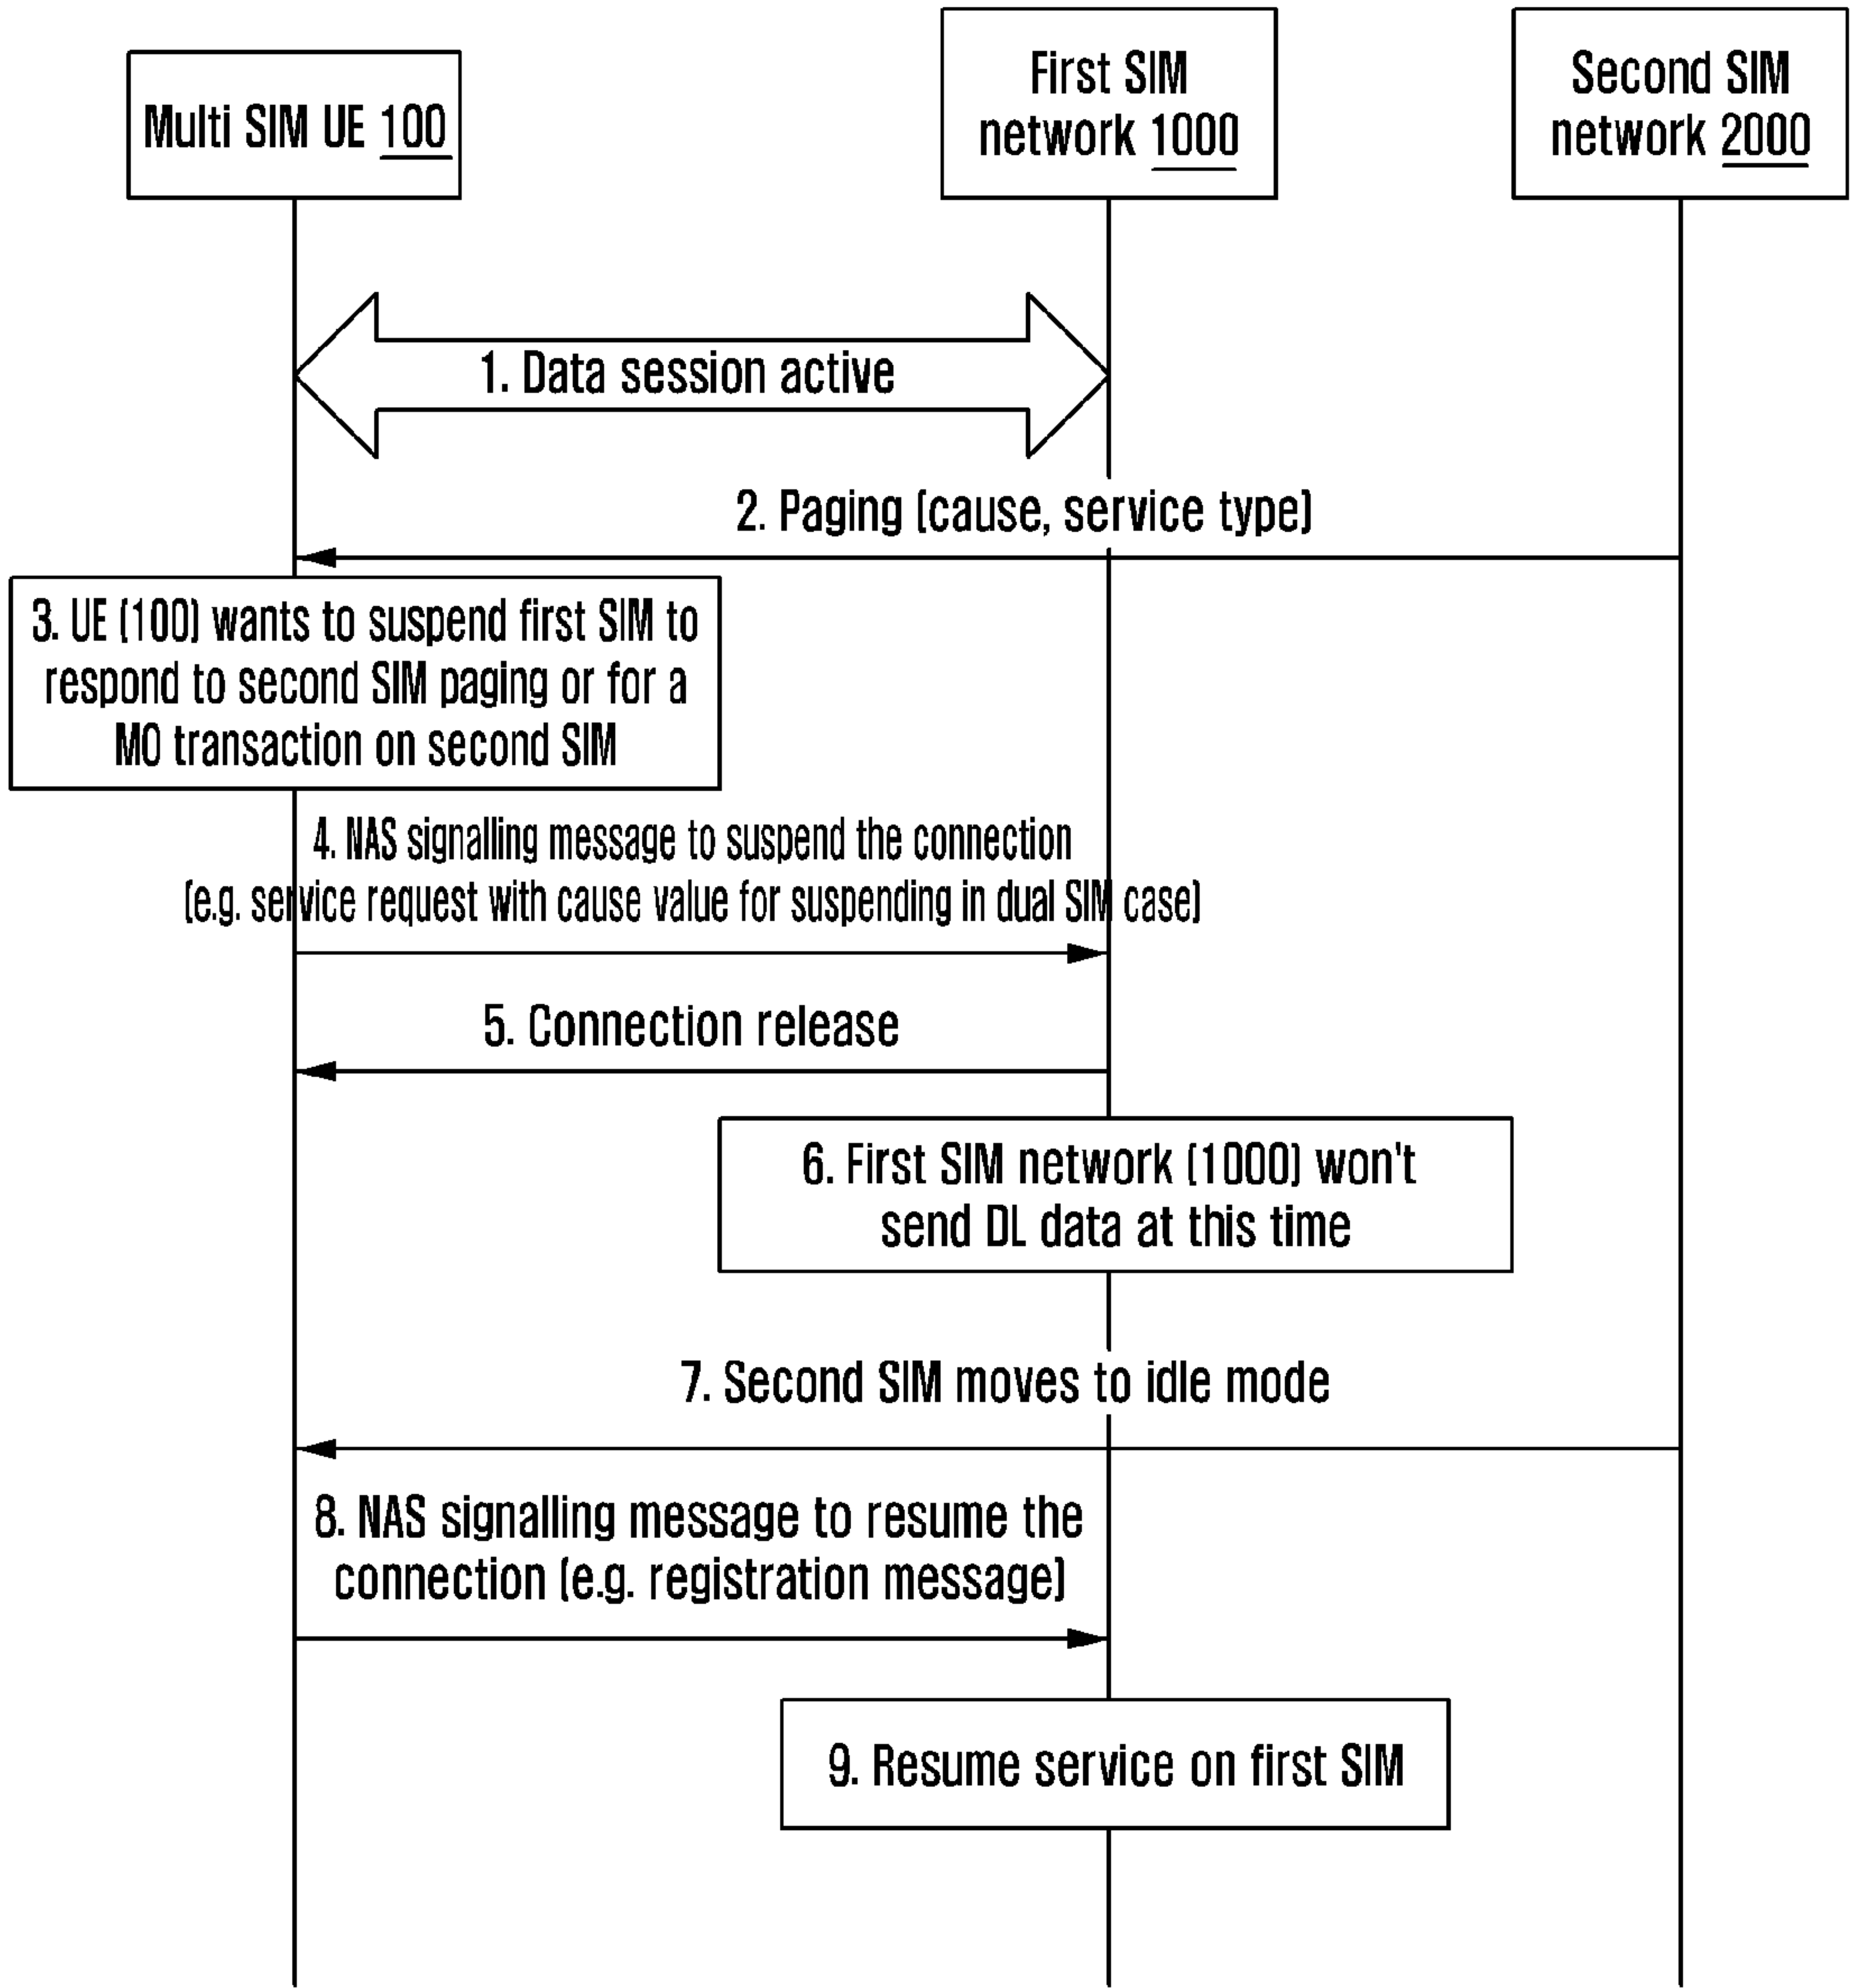 Multi SIM UE 100
First SIM
network 1000
Second SIM
network 2000
1. Data session active
2. Paging (cause, service type)
3. UE (100) wants to suspend first SIM to
respond to second SIM paging or for a
MO transaction on second SIM
4. NAS signalling message to suspend the connection
(e.g. service request with cause value for suspending in dual SIM case)
5. Connection release
6. First SIM network (1000) won't
send DL data at this time
7. Second SIM moves to idle mode
8. NAS signalling message to resume the
connection (e.g. registration message)
9. Resume service on first SIM